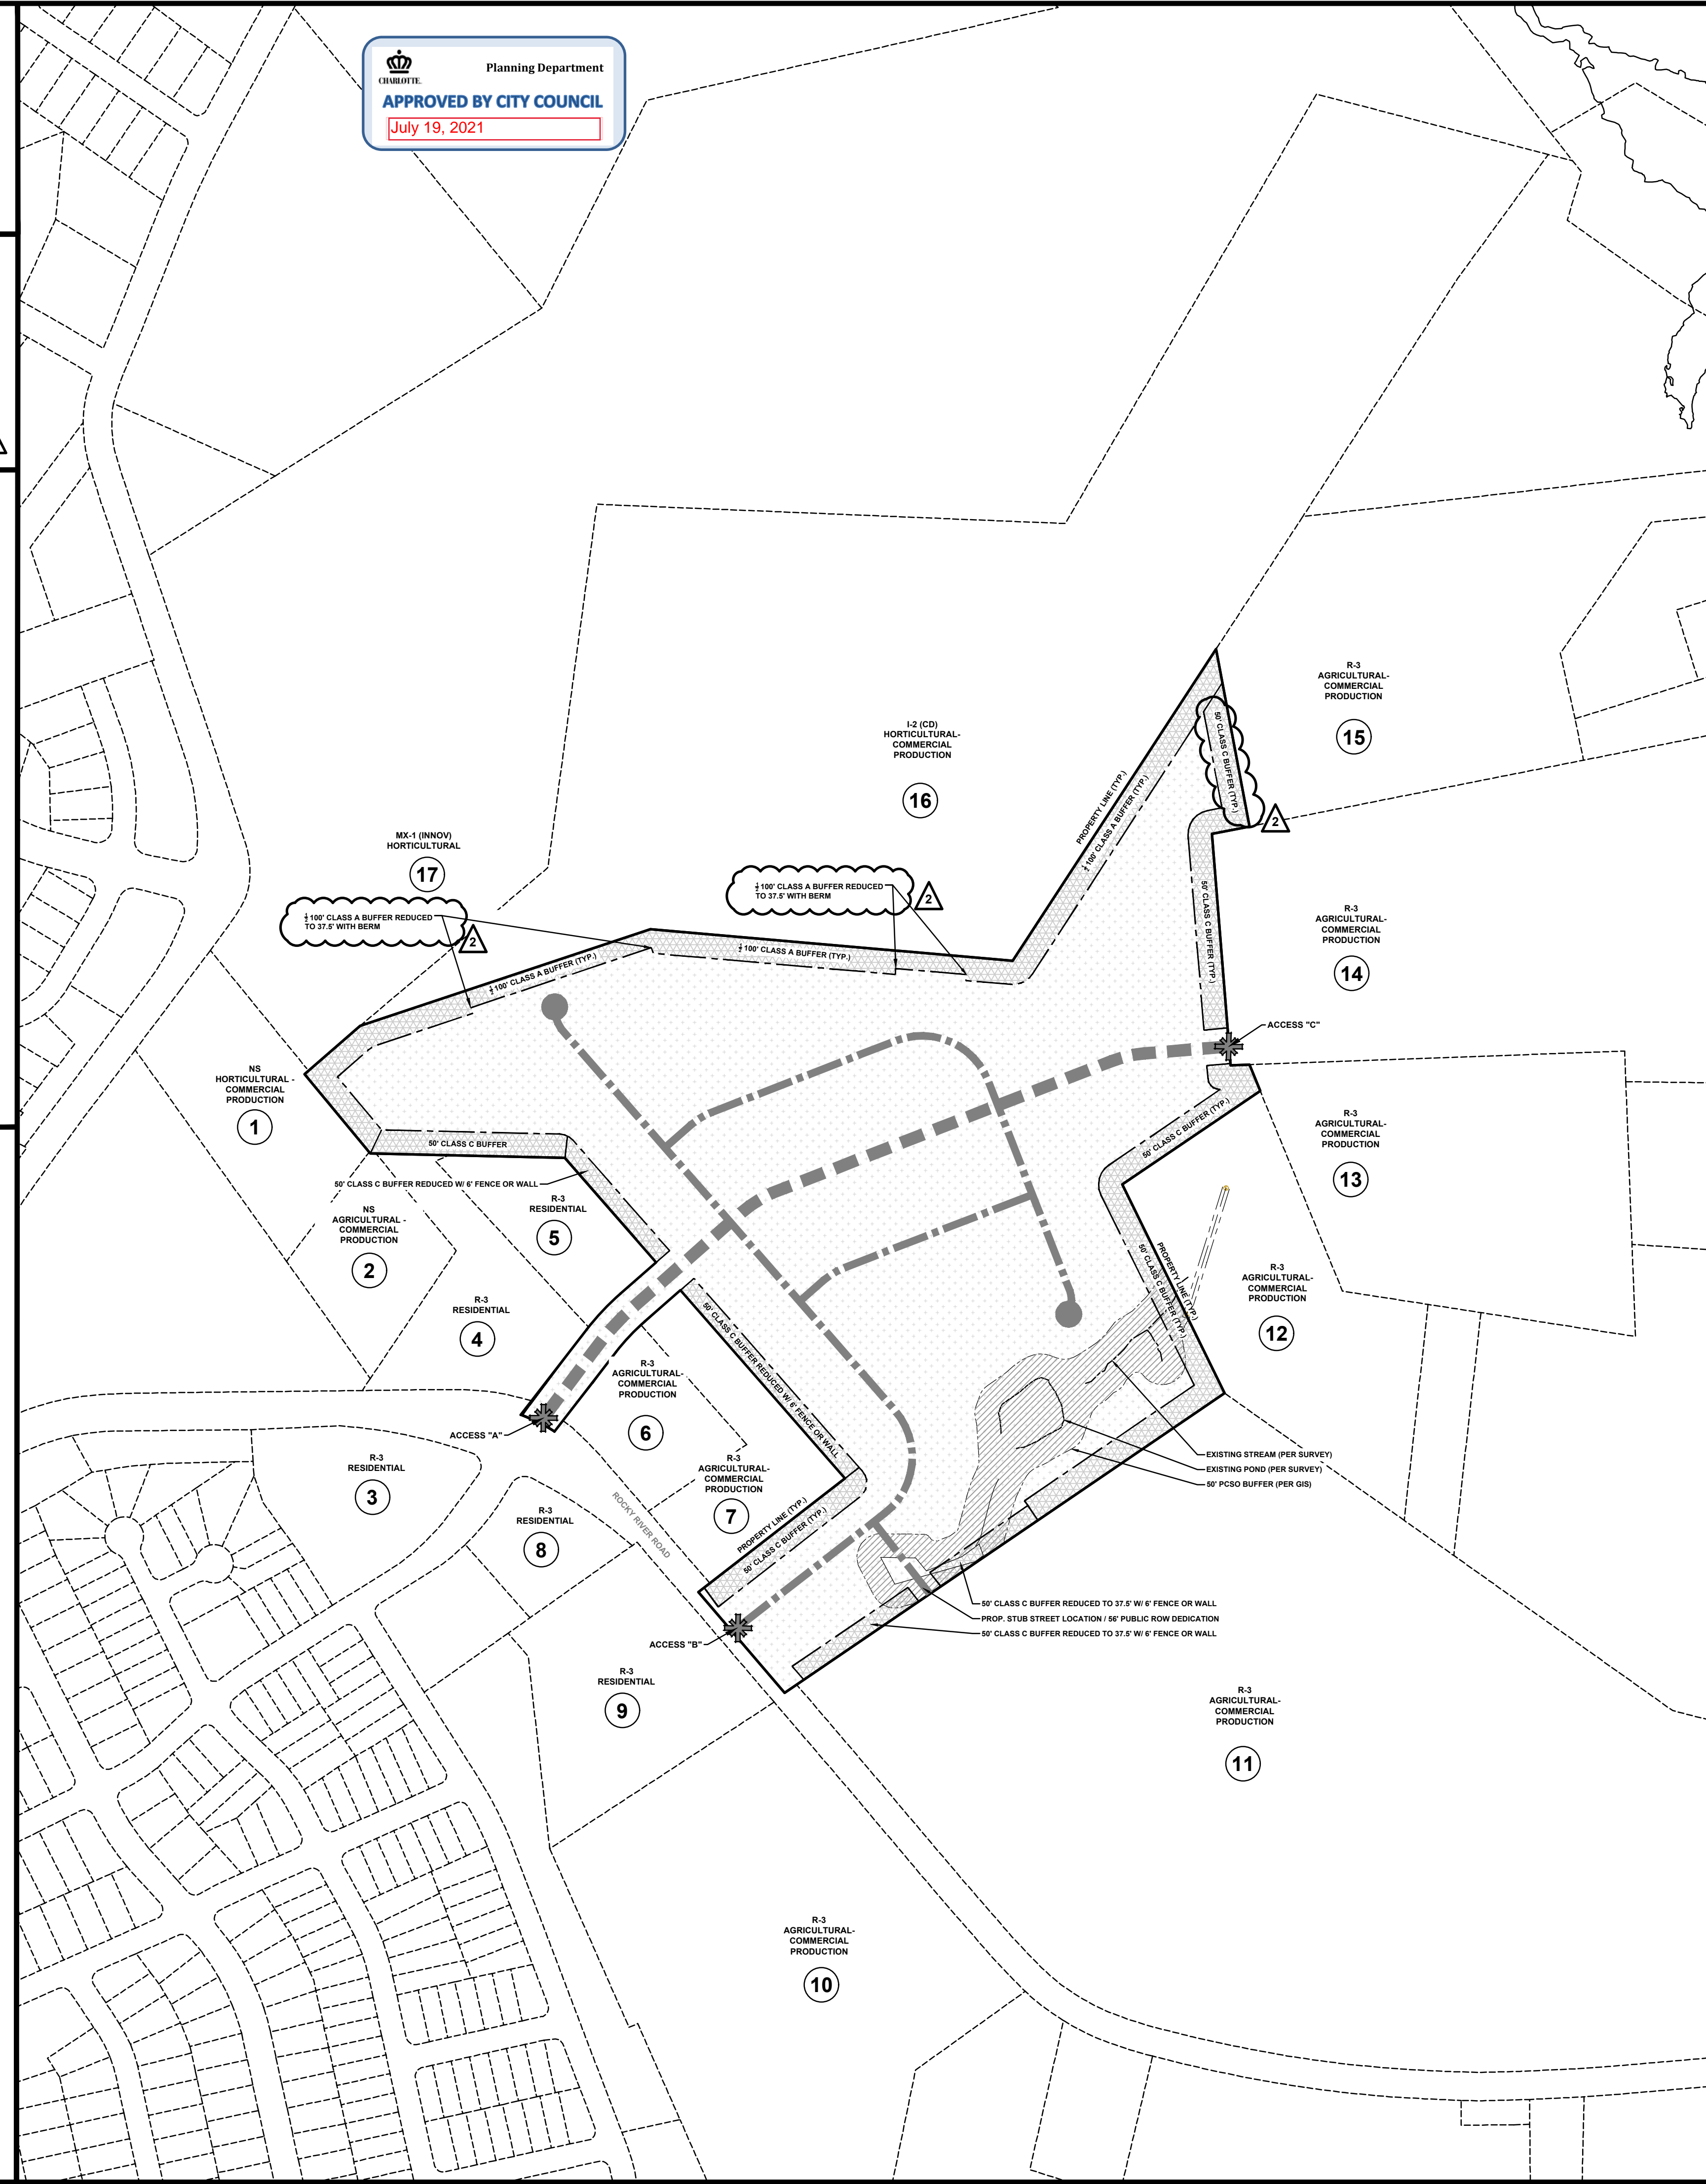 CHARLOTTE.
Planning Department
APPROVED BY CITY COUNCIL
July 19, 2021
R-3
AGRICULTURAL-
COMMERCIAL
PRODUCTION
15
I-2 (CD)
HORTICULTURAL-
COMMERCIAL
PRODUCTION
16
50' CLASS C BUFFER (TYP.)
2
PROPERTY LINE (TYP.)
½ 100' CLASS A BUFFER (TYP.)
MX-1 (INNOV)
HORTICULTURAL
17
½ 100' CLASS A BUFFER REDUCED
TO 37.5' WITH BERM
2
½ 100' CLASS A BUFFER REDUCED
TO 37.5' WITH BERM
2
½ 100' CLASS A BUFFER (TYP.)
½ 100' CLASS A BUFFER (TYP.)
50' CLASS C BUFFER (TYP.)
R-3
AGRICULTURAL-
COMMERCIAL
PRODUCTION
14
ACCESS "C"
NS
HORTICULTURAL -
COMMERCIAL
PRODUCTION
1
50' CLASS C BUFFER
50' CLASS C BUFFER REDUCED W/ 6' FENCE OR WALL
50' CLASS C BUFFER (TYP.)
R-3
AGRICULTURAL-
COMMERCIAL
PRODUCTION
13
NS
AGRICULTURAL -
COMMERCIAL
PRODUCTION
2
R-3
RESIDENTIAL
5
R-3
RESIDENTIAL
4
PROPERTY LINE (TYP.)
50' CLASS C BUFFER (TYP.)
R-3
AGRICULTURAL-
COMMERCIAL
PRODUCTION
12
50' CLASS C BUFFER REDUCED W/ 6' FENCE OR WALL
R-3
AGRICULTURAL-
COMMERCIAL
PRODUCTION
6
ACCESS "A"
R-3
RESIDENTIAL
3
R-3
AGRICULTURAL-
COMMERCIAL
PRODUCTION
7
EXISTING STREAM (PER SURVEY)
EXISTING POND (PER SURVEY)
50' PCSO BUFFER (PER GIS)
R-3
RESIDENTIAL
8
ROCKY RIVER ROAD
PROPERTY LINE (TYP.)
50' CLASS C BUFFER (TYP.)
50' CLASS C BUFFER REDUCED TO 37.5' W/ 6' FENCE OR WALL
PROP. STUB STREET LOCATION / 56' PUBLIC ROW DEDICATION
50' CLASS C BUFFER REDUCED TO 37.5' W/ 6' FENCE OR WALL
ACCESS "B"
R-3
RESIDENTIAL
9
R-3
AGRICULTURAL-
COMMERCIAL
PRODUCTION
11
R-3
AGRICULTURAL-
COMMERCIAL
PRODUCTION
10